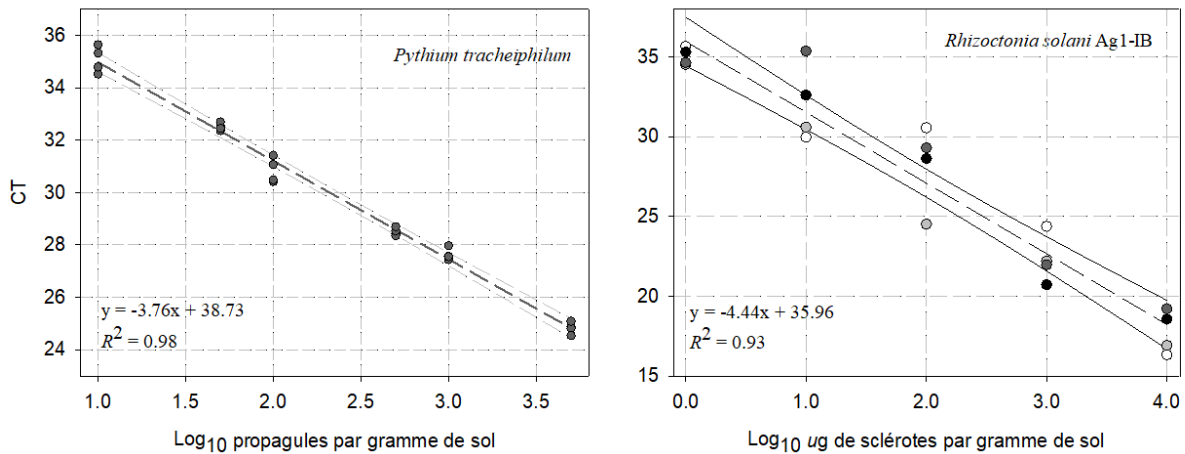 Pythium tracheiphilum
36
34
32
30
28
26
24
CT
y = -3.76x + 38.73
R2 = 0.98
1.0 1.5 2.0 2.5 3.0 3.5
Log10 propagules par gramme de sol
Rhizoctonia solani Ag1-IB
35
30
25
20
15
y = -4.44x + 35.96
R2 = 0.93
0.0 1.0 2.0 3.0 4.0
Log10 ug de sclérotes par gramme de sol